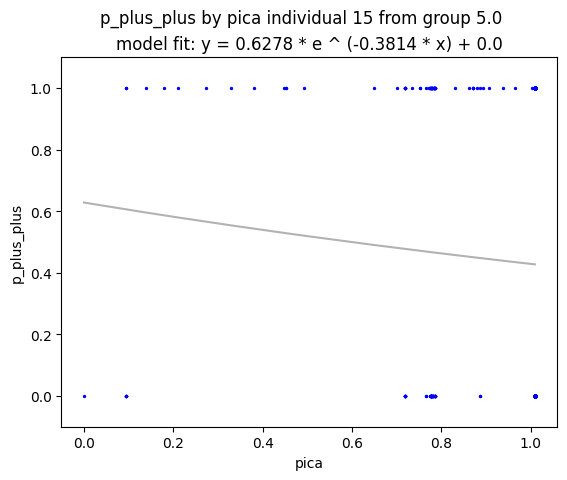 p_plus_plus by pica individual 15 from group 5.0
model fit: y = 0.6278 * e ^ (-0.3814 * x) + 0.0
1.0
0.8
0.6
0.4
0.2
0.0
p_plus_plus
0.0 0.2 0.4 0.6 0.8 1.0
pica